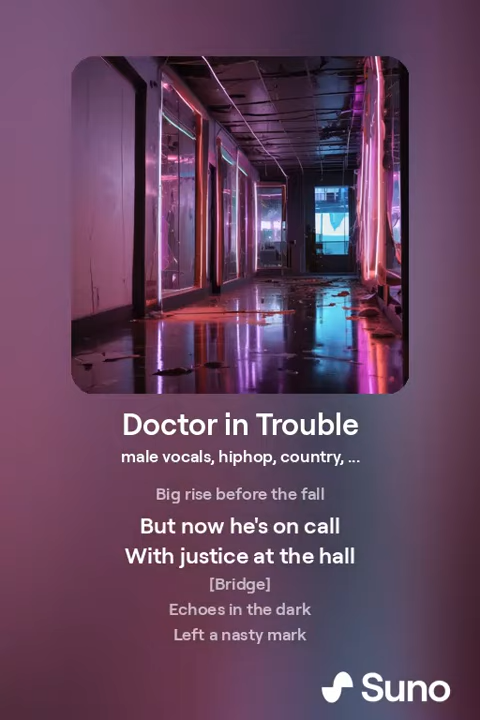 Doctor in Trouble
male vocals, hiphop, country, ...
Big rise before the fall
But now he's on call
With justice at the hall
[Bridge]
Echoes in the dark
Left a nasty mark
Suno